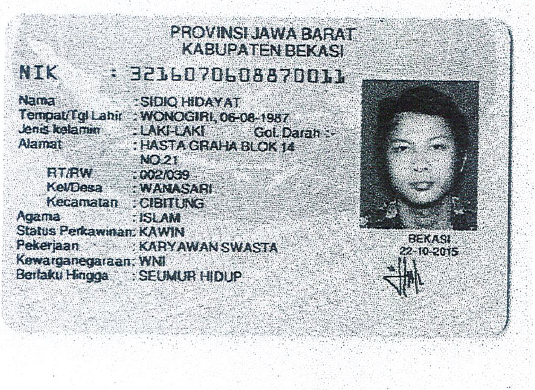 PROVINSI JAWA BARAT
KABUPATEN BEKASI
NIK : 3216070608870011
Nama : SIDIQ HIDAYAT
Tempat/Tgl Lahir : WONOGIRI, 06-08-1987
Jenis kelamin : LAKI-LAKI Gol. Darah :-
Alamat : HASTA GRAHA BLOK 14
NO.21
RT/RW : 002/039
Kel/Desa : WANASARI
Kecamatan : CIBITUNG
Agama : ISLAM
Status Perkawinan: KAWIN
Pekerjaan : KARYAWAN SWASTA
Kewarganegaraan: WNI
Berlaku Hingga : SEUMUR HIDUP
BEKASI
22-10-2015